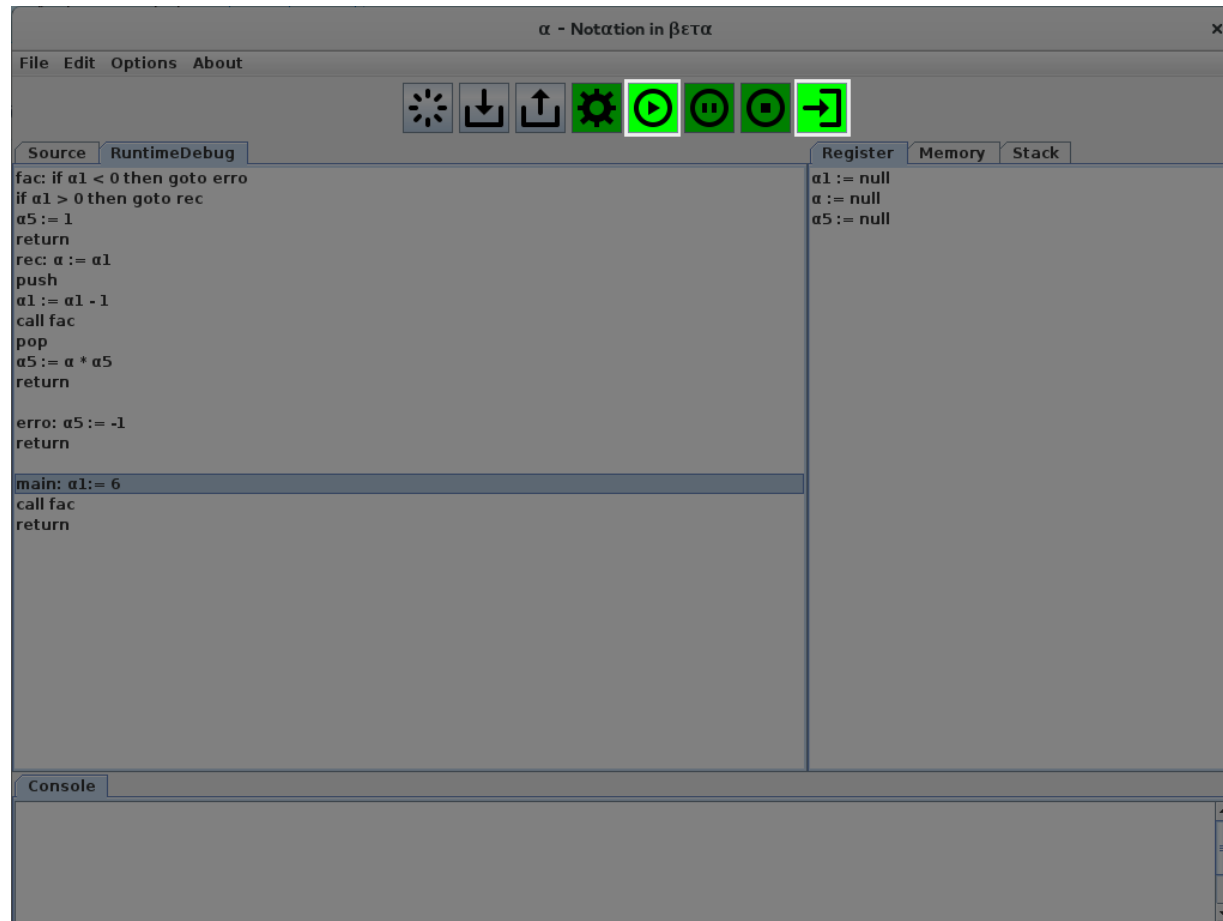 α - Notαtion in βετα
File Edit Options About
Source RuntimeDebug
fac: if α1 < 0 then goto erro
if α1 > 0 then goto rec
α5 := 1
return
rec: α := α1
push
α1 := α1 - 1
call fac
pop
α5 := α * α5
return
erro: α5 := -1
return
main: α1:= 6
call fac
return
Register Memory Stack
α1 := null
α := null
α5 := null
Console